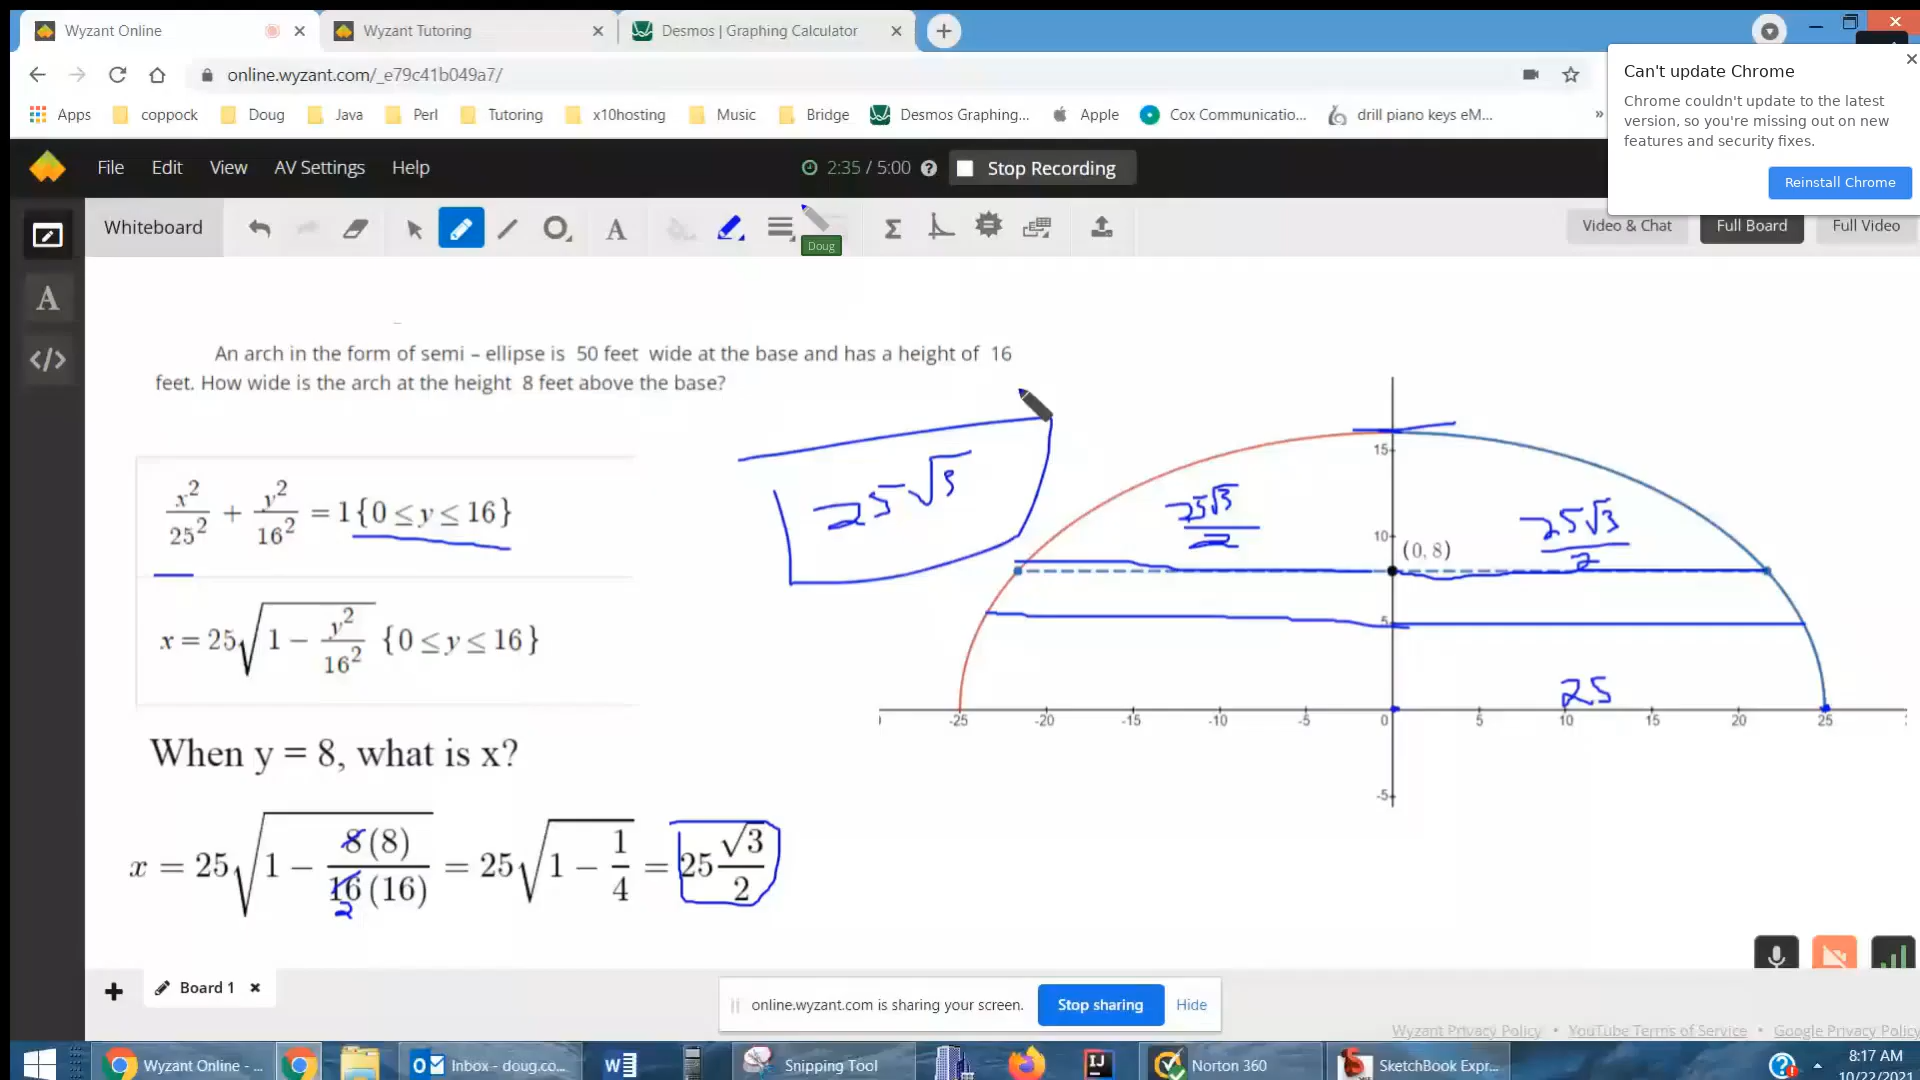 Wyzant Online
Wyzant Tutoring
Desmos | Graphing Calculator
online.wyzant.com/_e79c41b049a7/
Can't update Chrome
Chrome couldn't update to the latest
version, so you're missing out on new
features and security fixes.
Reinstall Chrome
Apps coppock Doug Java Perl Tutoring x10hosting Music Bridge Desmos Graphing... Apple Cox Communicatio... drill piano keys eM... »
File Edit View AV Settings Help 2:35 / 5:00 Stop Recording
Whiteboard
Doug
Video & Chat Full Board Full Video
An arch in the form of semi – ellipse is 50 feet wide at the base and has a height of 16
feet. How wide is the arch at the height 8 feet above the base?
x²/25² + y²/16² = 1{0 ≤ y ≤ 16}
x = 25√(1 − y²/16²) {0 ≤ y ≤ 16}
When y = 8, what is x?
x = 25√(1 − 8(8)/16(16)) = 25√(1 − 1/4) = 25 √3/2
2
25√3
25√3/2
25√3/2
(0, 8)
15
10
5
25
-25 -20 -15 -10 -5 0 5 10 15 20 25
-5
Board 1
online.wyzant.com is sharing your screen. Stop sharing Hide
Wyzant Privacy Policy • YouTube Terms of Service • Google Privacy Policy
Wyzant Online - ... Inbox - doug.co... Snipping Tool Norton 360 SketchBook Expr...
8:17 AM
10/22/2021